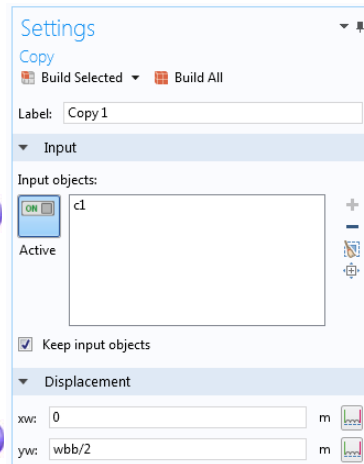 Settings
Copy
Build Selected Build All
Label: Copy 1
Input
Input objects:
ON
c1
Active
Keep input objects
Displacement
xw: 0 m
yw: wbb/2 m